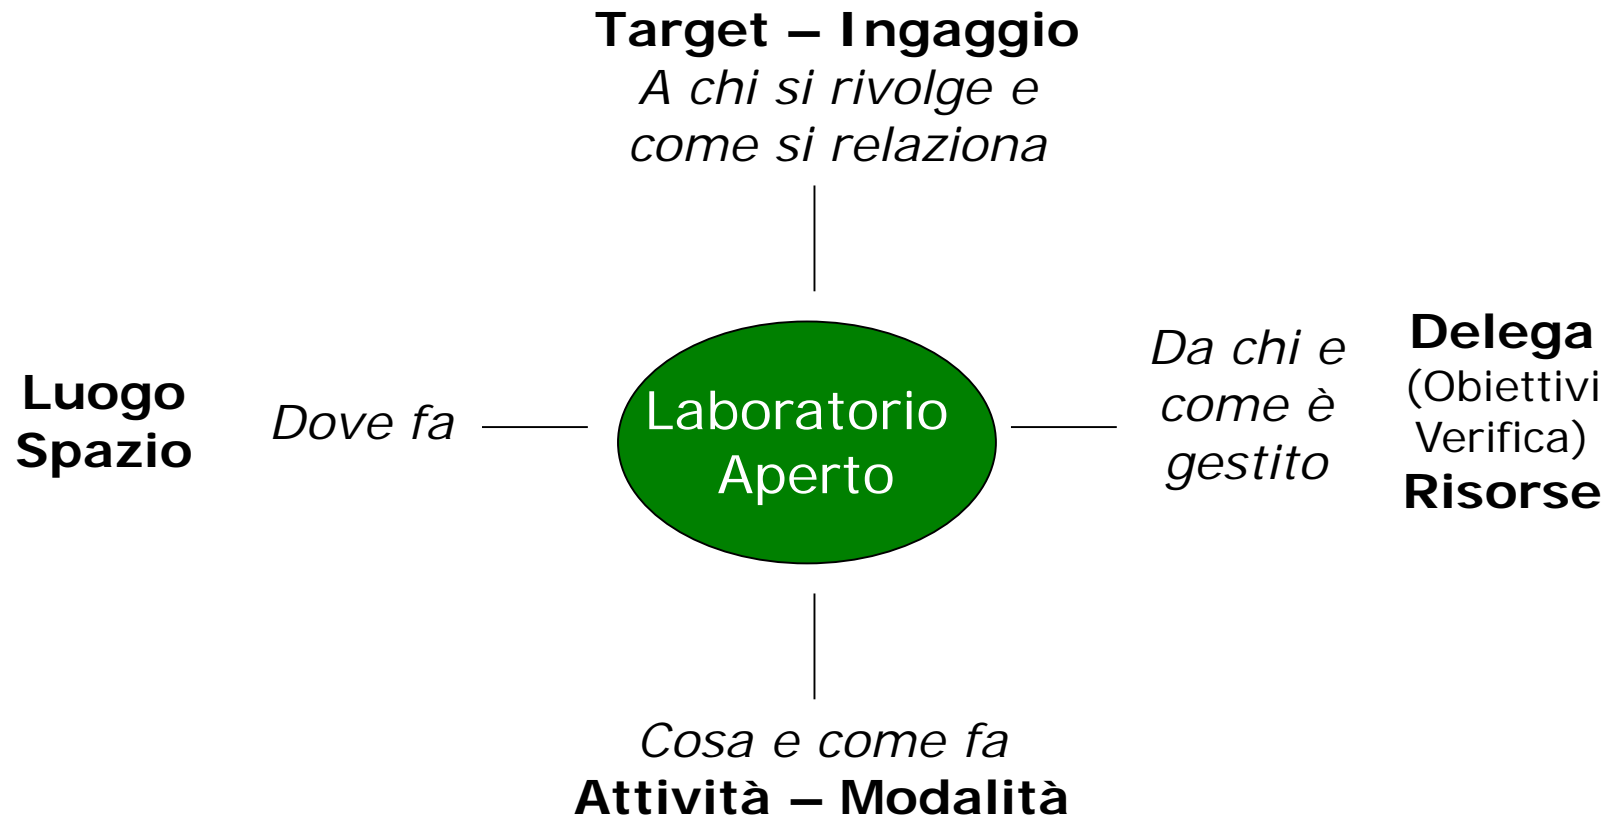 Target – Ingaggio
A chi si rivolge e
come si relaziona
Luogo
Spazio
Dove fa
Laboratorio
Aperto
Da chi e
come è
gestito
Delega
(Obiettivi
Verifica)
Risorse
Cosa e come fa
Attività – Modalità